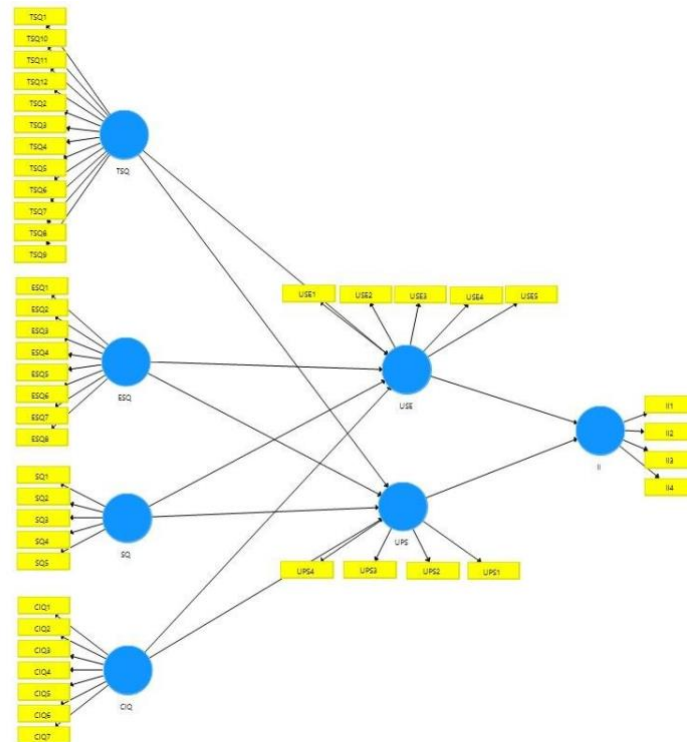 TSQ1
TSQ10
TSQ11
TSQ12
TSQ2
TSQ3
TSQ4
TSQ5
TSQ6
TSQ7
TSQ8
TSQ9
TSQ
ESQ1
ESQ2
ESQ3
ESQ4
ESQ5
ESQ6
ESQ7
ESQ8
ESQ
SQ1
SQ2
SQ3
SQ4
SQ5
SQ
CIQ1
CIQ2
CIQ3
CIQ4
CIQ5
CIQ6
CIQ7
CIQ
USE1 USE2 USE3 USE4 USE5
USE
UPS
UPS4 UPS3 UPS2 UPS1
II1
II2
II3
II4
II